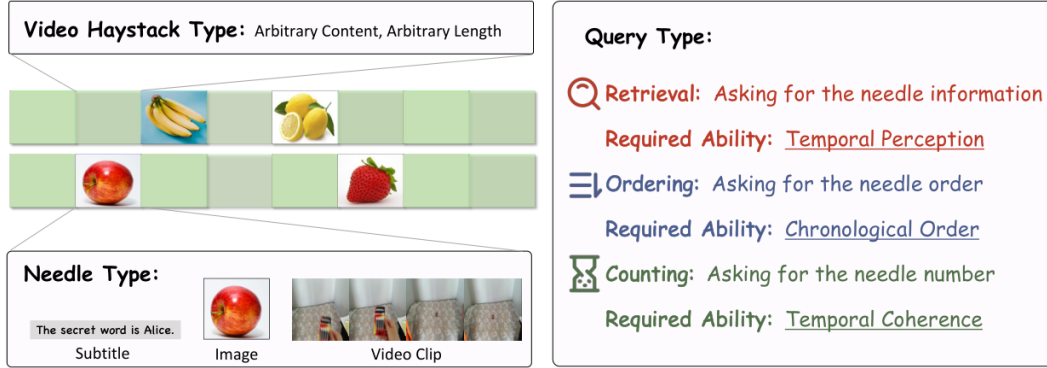 Video Haystack Type: Arbitrary Content, Arbitrary Length
Needle Type:
The secret word is Alice.
Subtitle
Image
Video Clip
Query Type:
Retrieval: Asking for the needle information
Required Ability: Temporal Perception
Ordering: Asking for the needle order
Required Ability: Chronological Order
Counting: Asking for the needle number
Required Ability: Temporal Coherence